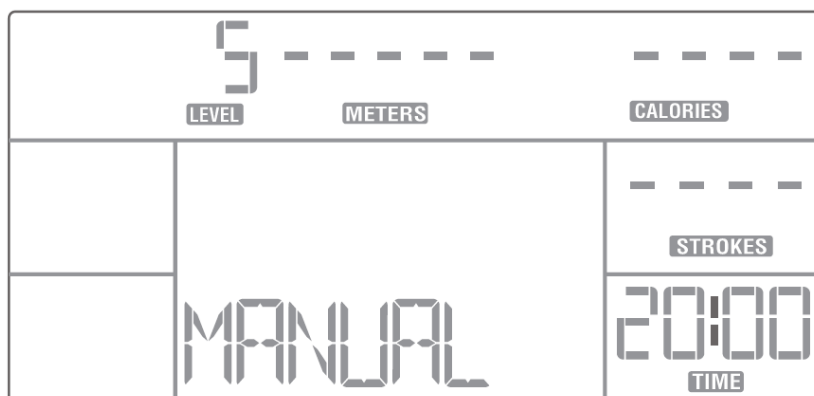 5 - - - - - - - - -
LEVEL METERS CALORIES
- - - -
STROKES
MANUAL
20:00
TIME